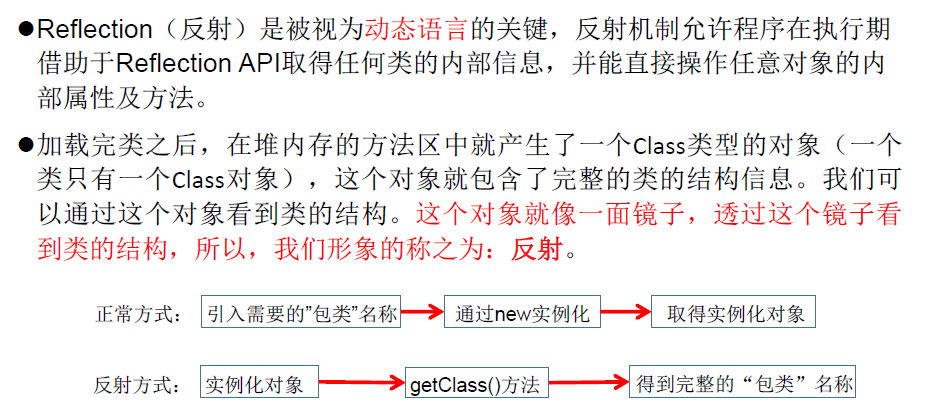 ●Reflection（反射）是被视为动态语言的关键，反射机制允许程序在执行期
借助于Reflection API取得任何类的内部信息，并能直接操作任意对象的内
部属性及方法。
●加载完类之后，在堆内存的方法区中就产生了一个Class类型的对象（一个
类只有一个Class对象），这个对象就包含了完整的类的结构信息。我们可
以通过这个对象看到类的结构。这个对象就像一面镜子，透过这个镜子看
到类的结构，所以，我们形象的称之为：反射。
正常方式： 引入需要的”包类”名称 通过new实例化 取得实例化对象
反射方式： 实例化对象 getClass()方法 得到完整的“包类”名称